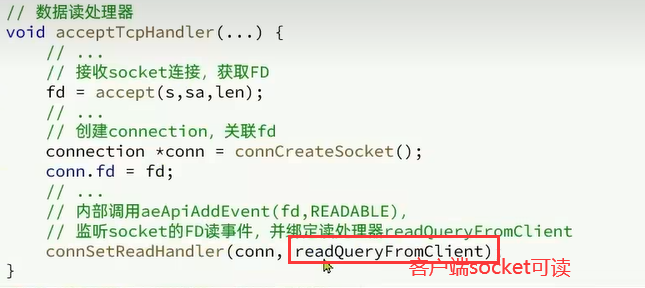 // 数据读处理器
void acceptTcpHandler(...) {
// ...
// 接收socket连接，获取FD
fd = accept(s,sa,len);
// ...
// 创建connection，关联fd
connection *conn = connCreateSocket();
conn.fd = fd;
// ...
// 内部调用aeApiAddEvent(fd,READABLE)，
// 监听socket的FD读事件，并绑定读处理器readQueryFromClient
connSetReadHandler(conn, readQueryFromClient)
客户端socket可读
}